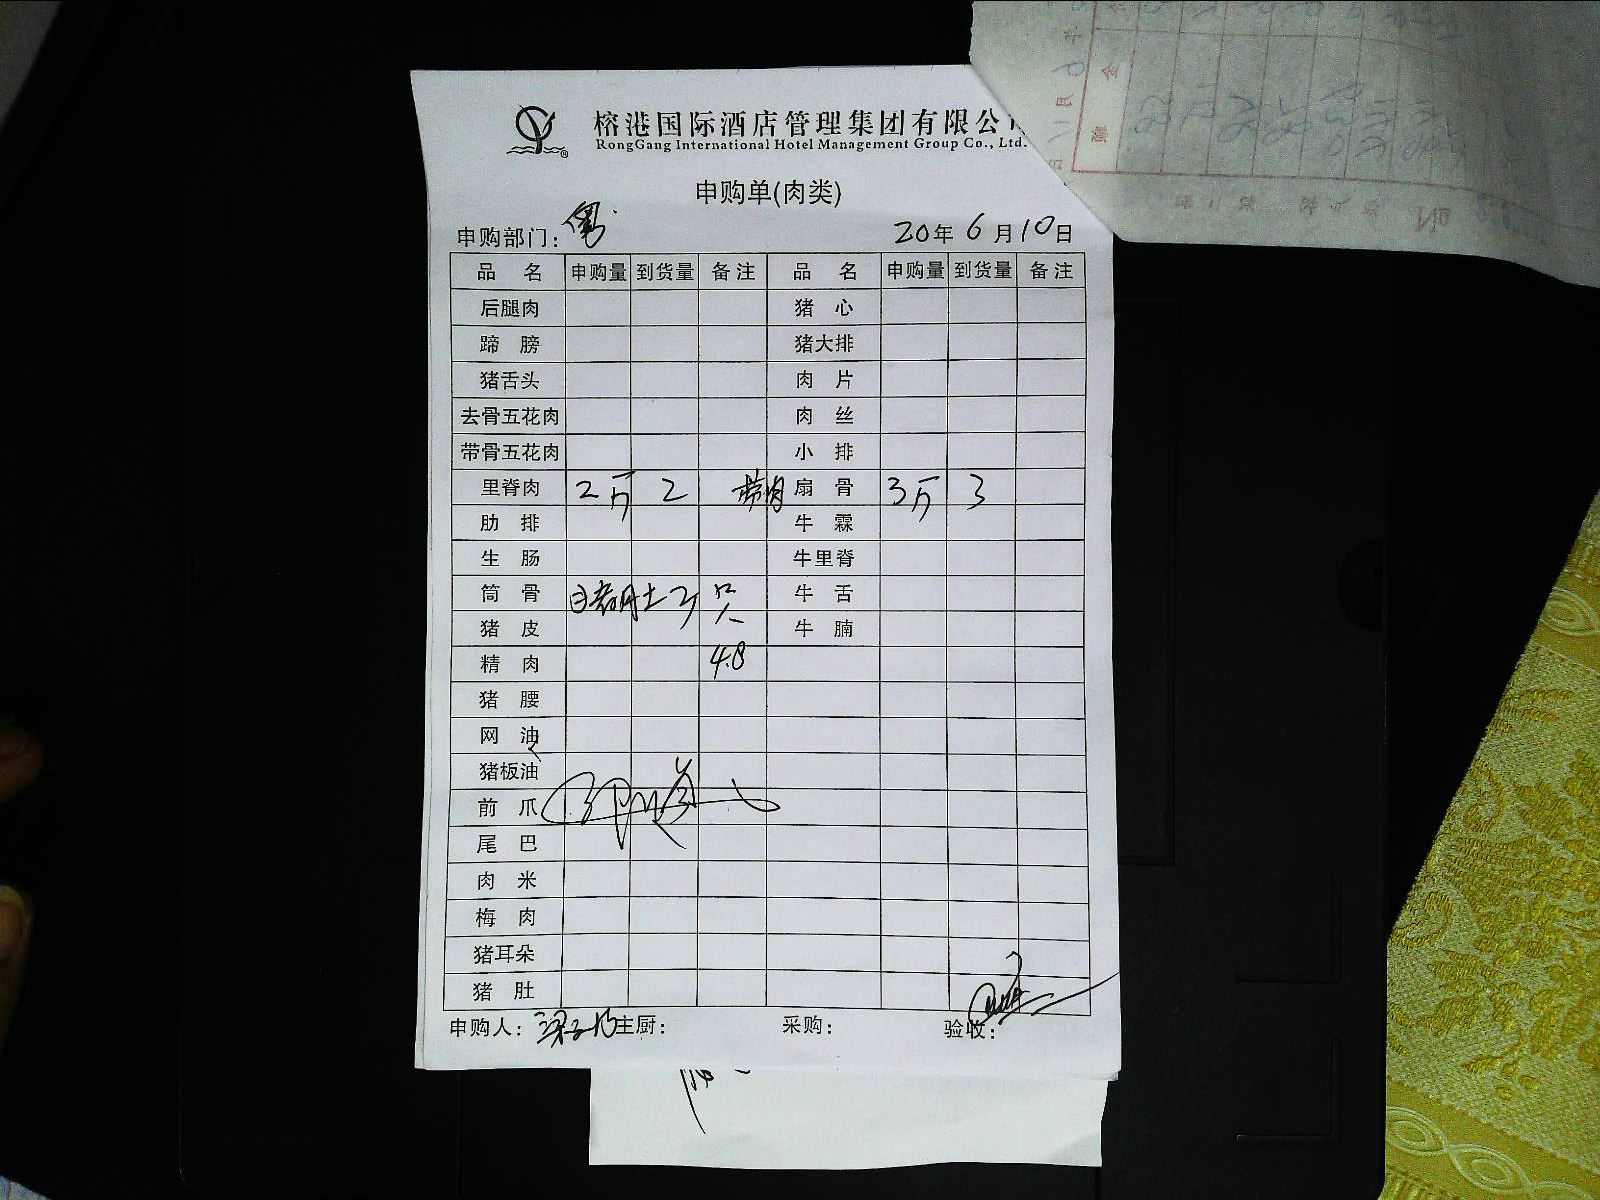 榕港国际酒店管理集团有限公
RongGang International Hotel Management Group Co., Ltd.
申购单(肉类)
申购部门：
20年 6 月 10 日
品 名 申购量 到货量 备注 品 名 申购量 到货量 备注
后腿肉 猪 心
蹄 膀 猪大排
猪舌头 肉 片
去骨五花肉 肉 丝
带骨五花肉 小 排
里脊肉 2斤 2 带肉 扇 骨 3斤 3
肋 排 牛 霖
生 肠 牛里脊
筒 骨 牛 舌
猪 皮 牛 腩
精 肉 4.8
猪 腰
网 油
猪板油
前 爪
尾 巴
肉 米
梅 肉
猪耳朵
猪 肚
申购人： 主厨： 采购： 验收：